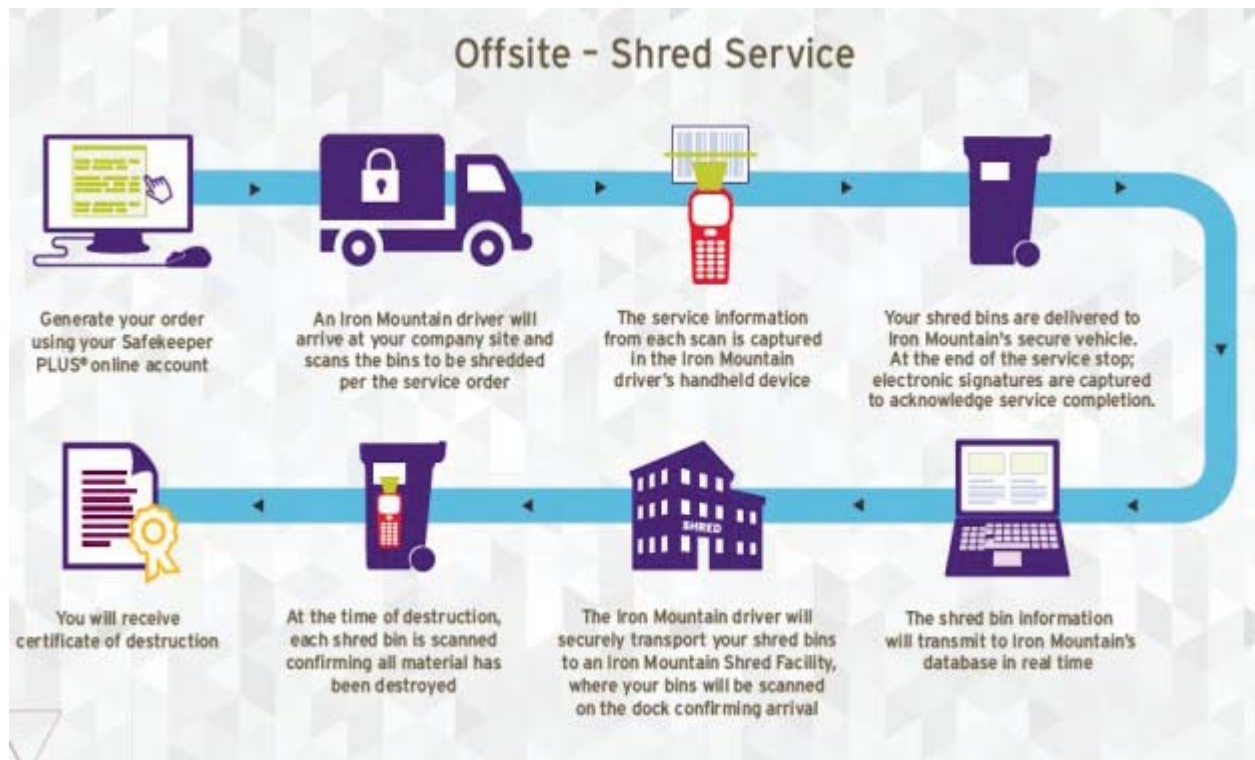 Offsite – Shred Service
Generate your order
using your Safekeeper
PLUS® online account
An Iron Mountain driver will
arrive at your company site and
scans the bins to be shredded
per the service order
The service information
from each scan is captured
in the Iron Mountain
driver's handheld device
Your shred bins are delivered to
Iron Mountain's secure vehicle.
At the end of the service stop;
electronic signatures are captured
to acknowledge service completion.
The shred bin information
will transmit to Iron Mountain's
database in real time
SHRED
The Iron Mountain driver will
securely transport your shred bins
to an Iron Mountain Shred Facility,
where your bins will be scanned
on the dock confirming arrival
At the time of destruction,
each shred bin is scanned
confirming all material has
been destroyed
You will receive
certificate of destruction